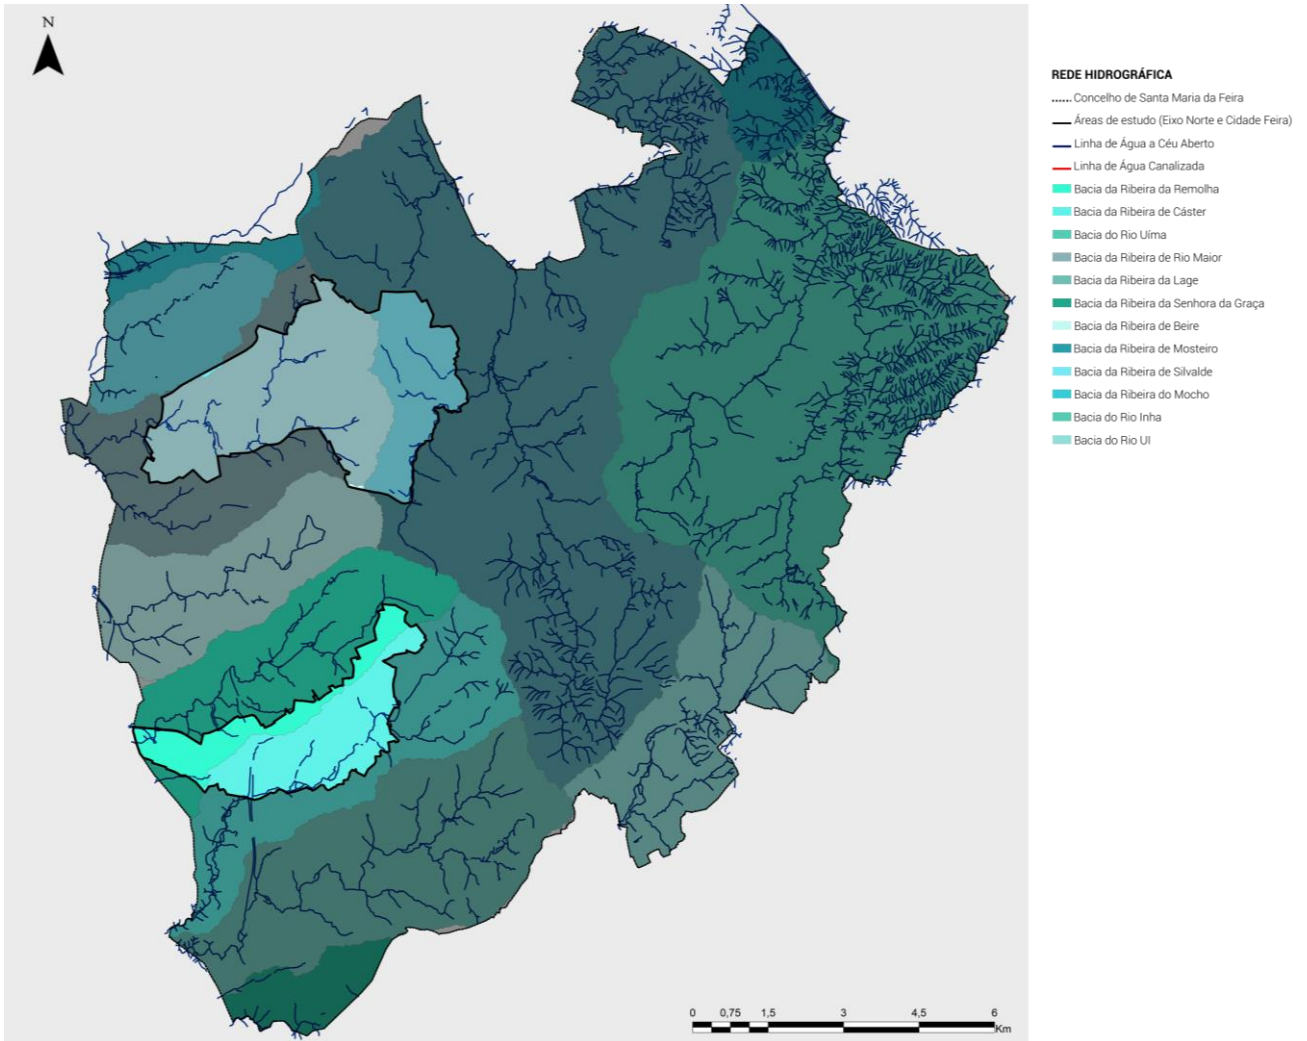 N
REDE HIDROGRÁFICA
Concelho de Santa Maria da Feira
Áreas de estudo (Eixo Norte e Cidade Feira)
Linha de Água a Céu Aberto
Linha de Água Canalizada
Bacia da Ribeira da Remolha
Bacia da Ribeira de Cáster
Bacia do Rio Uíma
Bacia da Ribeira de Rio Maior
Bacia da Ribeira da Lage
Bacia da Ribeira da Senhora da Graça
Bacia da Ribeira de Beire
Bacia da Ribeira de Mosteiro
Bacia da Ribeira de Silvalde
Bacia da Ribeira do Mocho
Bacia do Rio Inha
Bacia do Rio Ul
0 0,75 1,5 3 4,5 6
Km